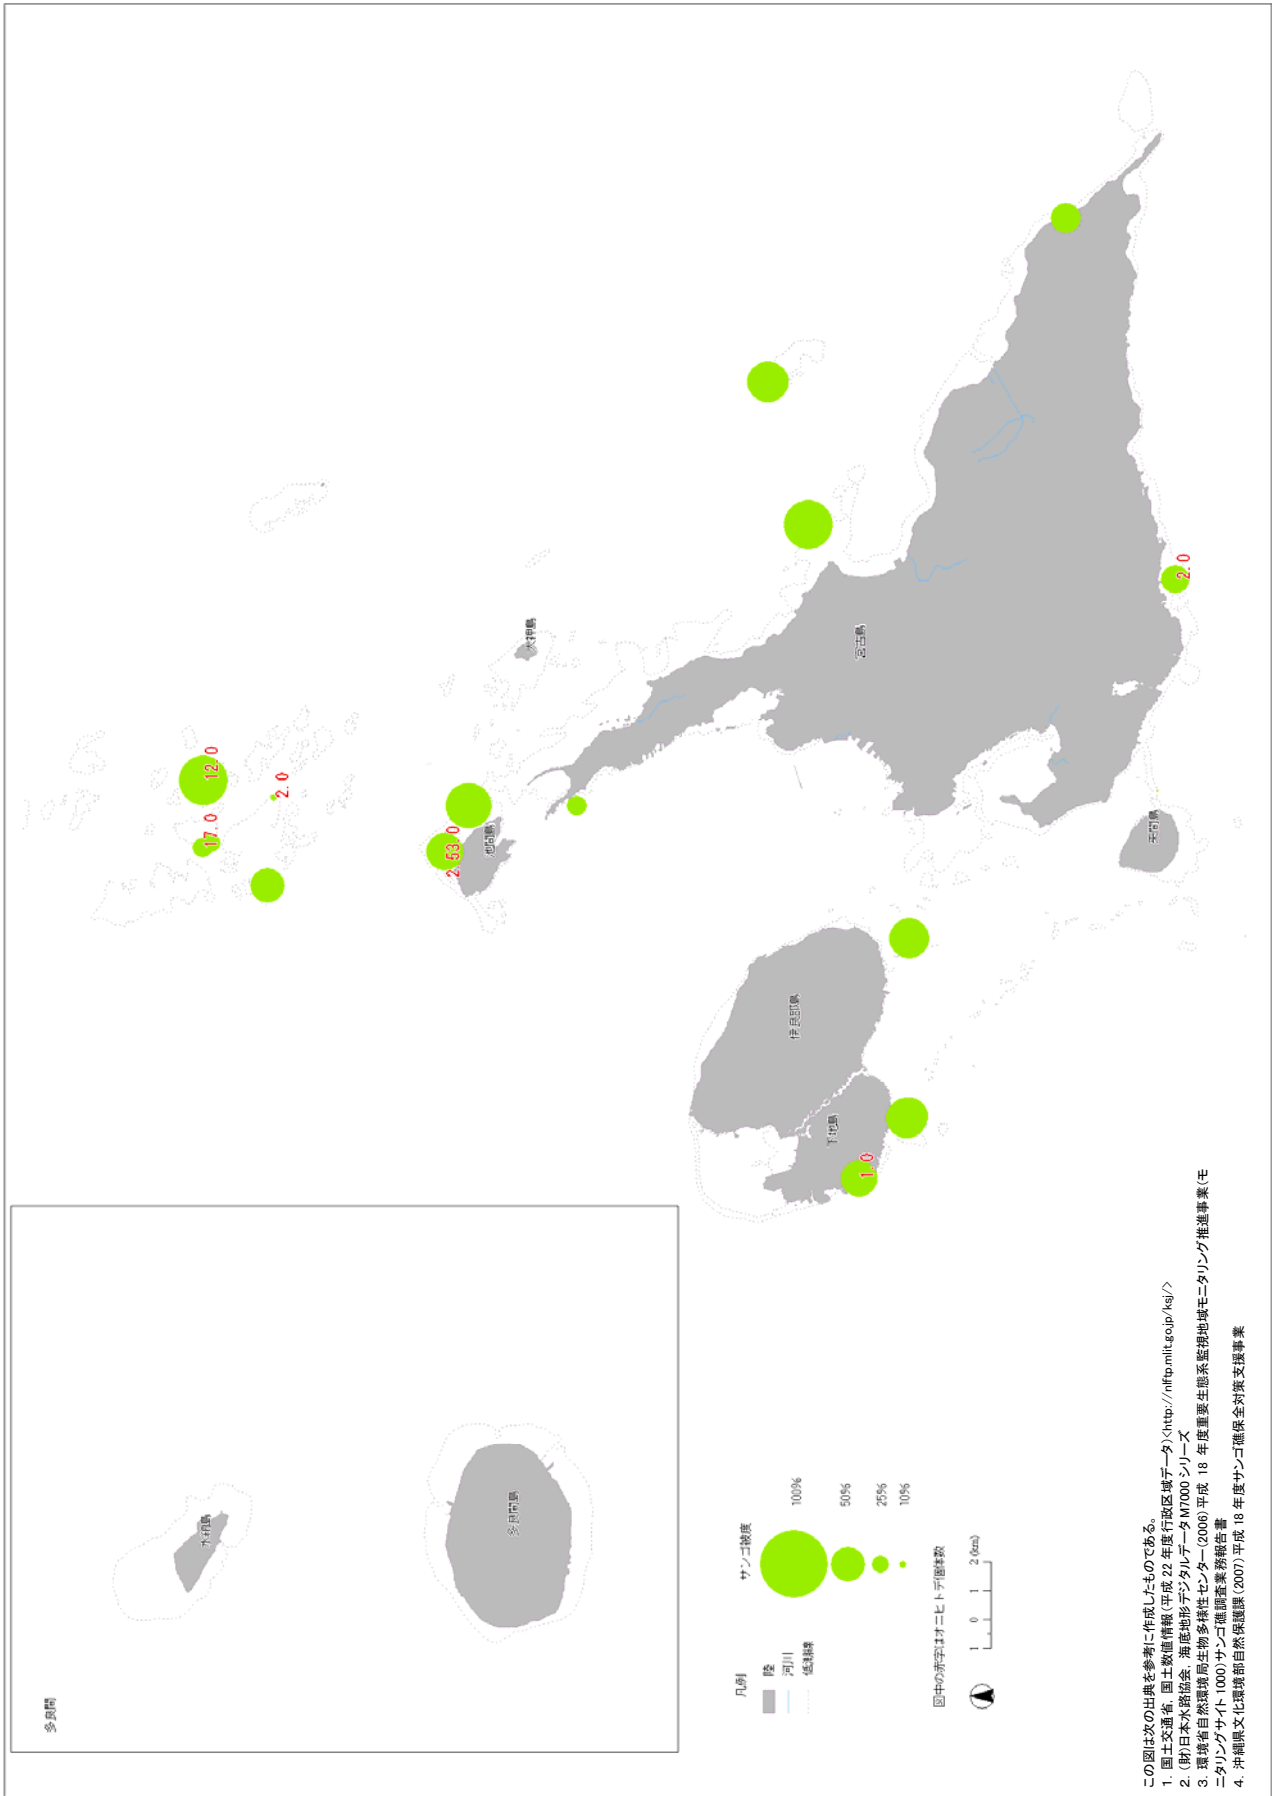 多良間
水納島
多良間島
12.0
17.0
2.0
2.53.0
池間島
大神島
宮古島
2.0
来間島
伊良部島
下地島
1.0
凡例
陸
河川
低潮線
サンゴ被度
100%
50%
25%
10%
図中の赤字はオニヒトデ個体数
1 0 1 2 (km)
この図は次の出典を参考に作成したものである。
1. 国土交通省. 国土数値情報(平成 22 年度行政区域データ)<http://nlftp.mlit.go.jp/ksj/>
2. (財)日本水路協会. 海底地形デジタルデータ M7000 シリーズ
3. 環境省自然環境局生物多様性センター(2006)平成 18 年度重要生態系監視地域モニタリング推進事業(モ
ニタリングサイト 1000)サンゴ礁調査業務報告書
4. 沖縄県文化環境部自然保護課(2007)平成 18 年度サンゴ礁保全対策支援事業